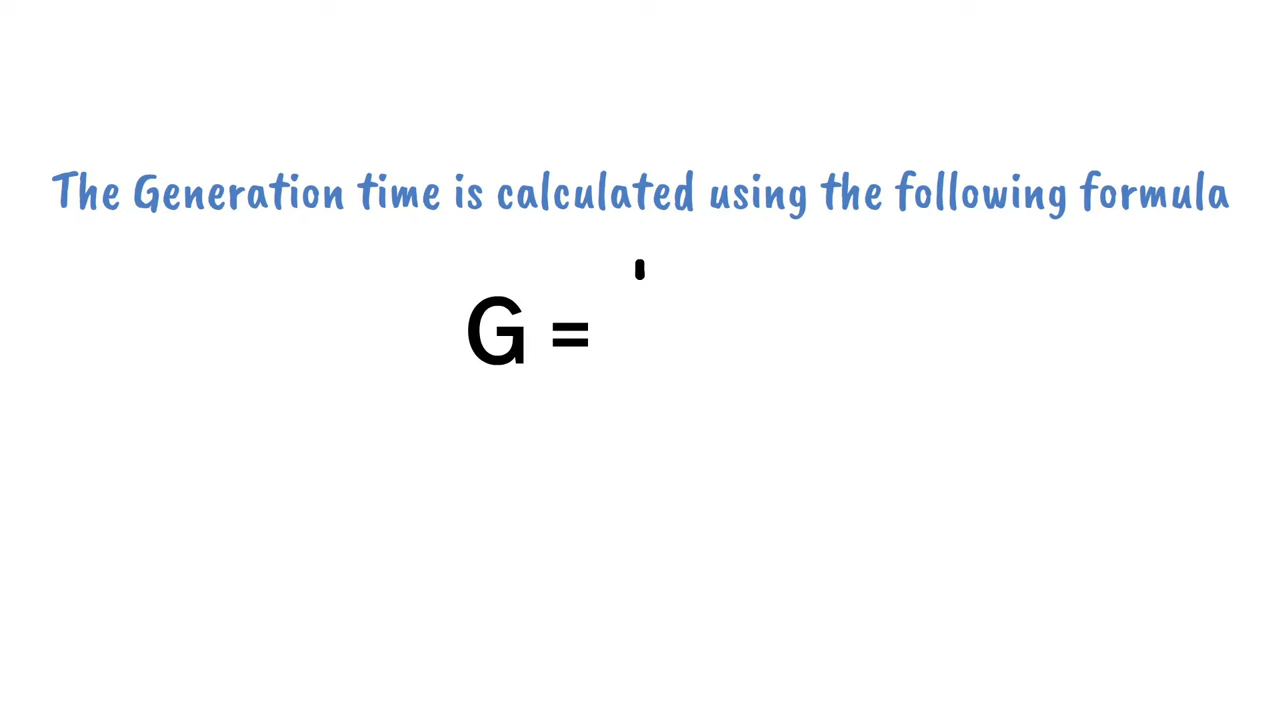 The Generation time is calculated using the following formula
G =